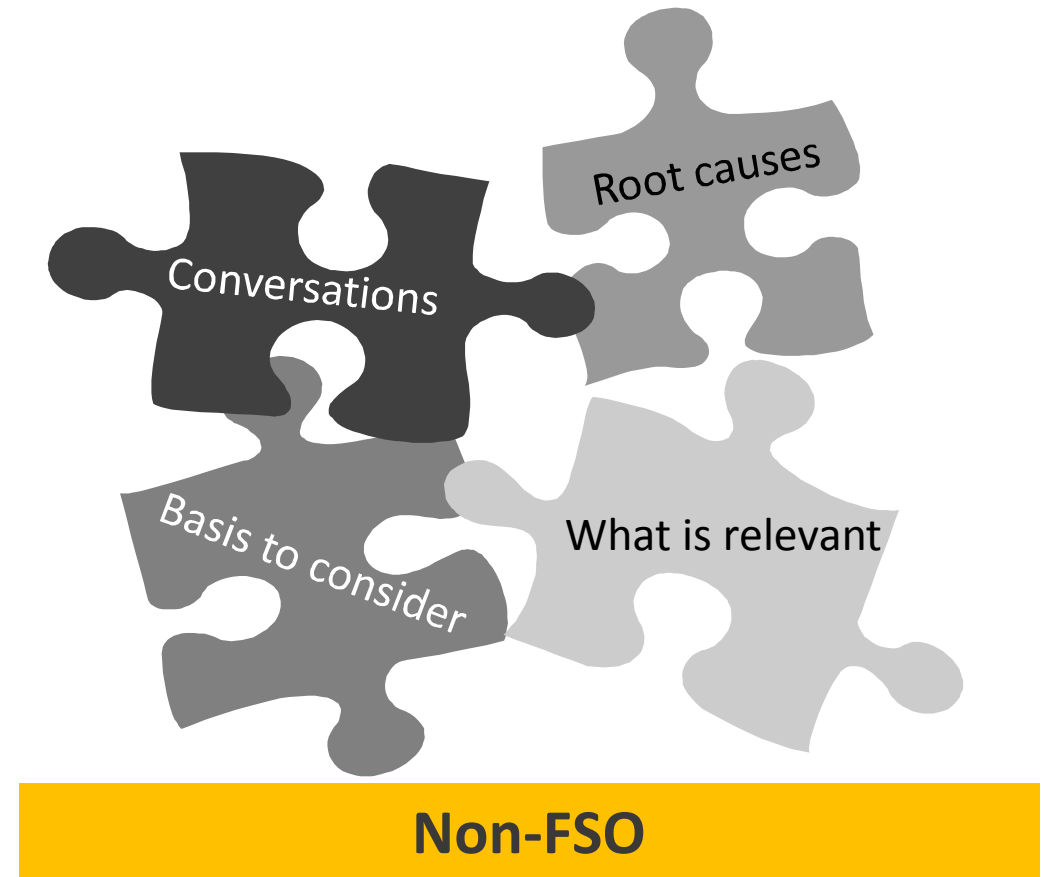 Root causes
Conversations
Basis to consider
What is relevant
Non-FSO